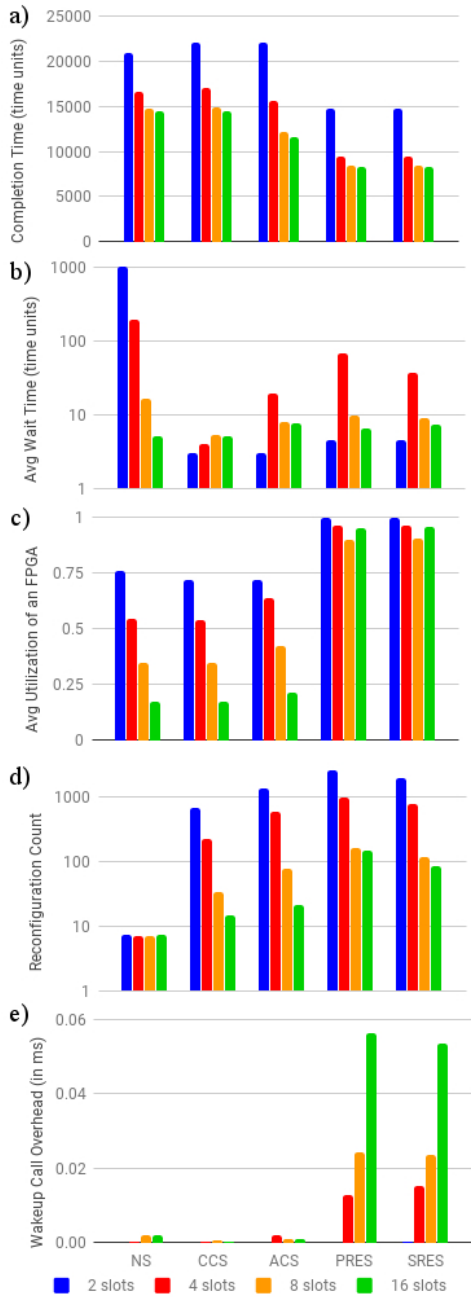 a)
Completion Time (time units)
25000
20000
15000
10000
5000
0
b)
Avg Wait Time (time units)
1000
100
10
1
c)
Avg Utilization of an FPGA
1
0.75
0.5
0.25
0
d)
Reconfiguration Count
1000
100
10
1
e)
Wakeup Call Overhead (in ms)
0.06
0.04
0.02
0.00
NS CCS ACS PRES SRES
2 slots 4 slots 8 slots 16 slots